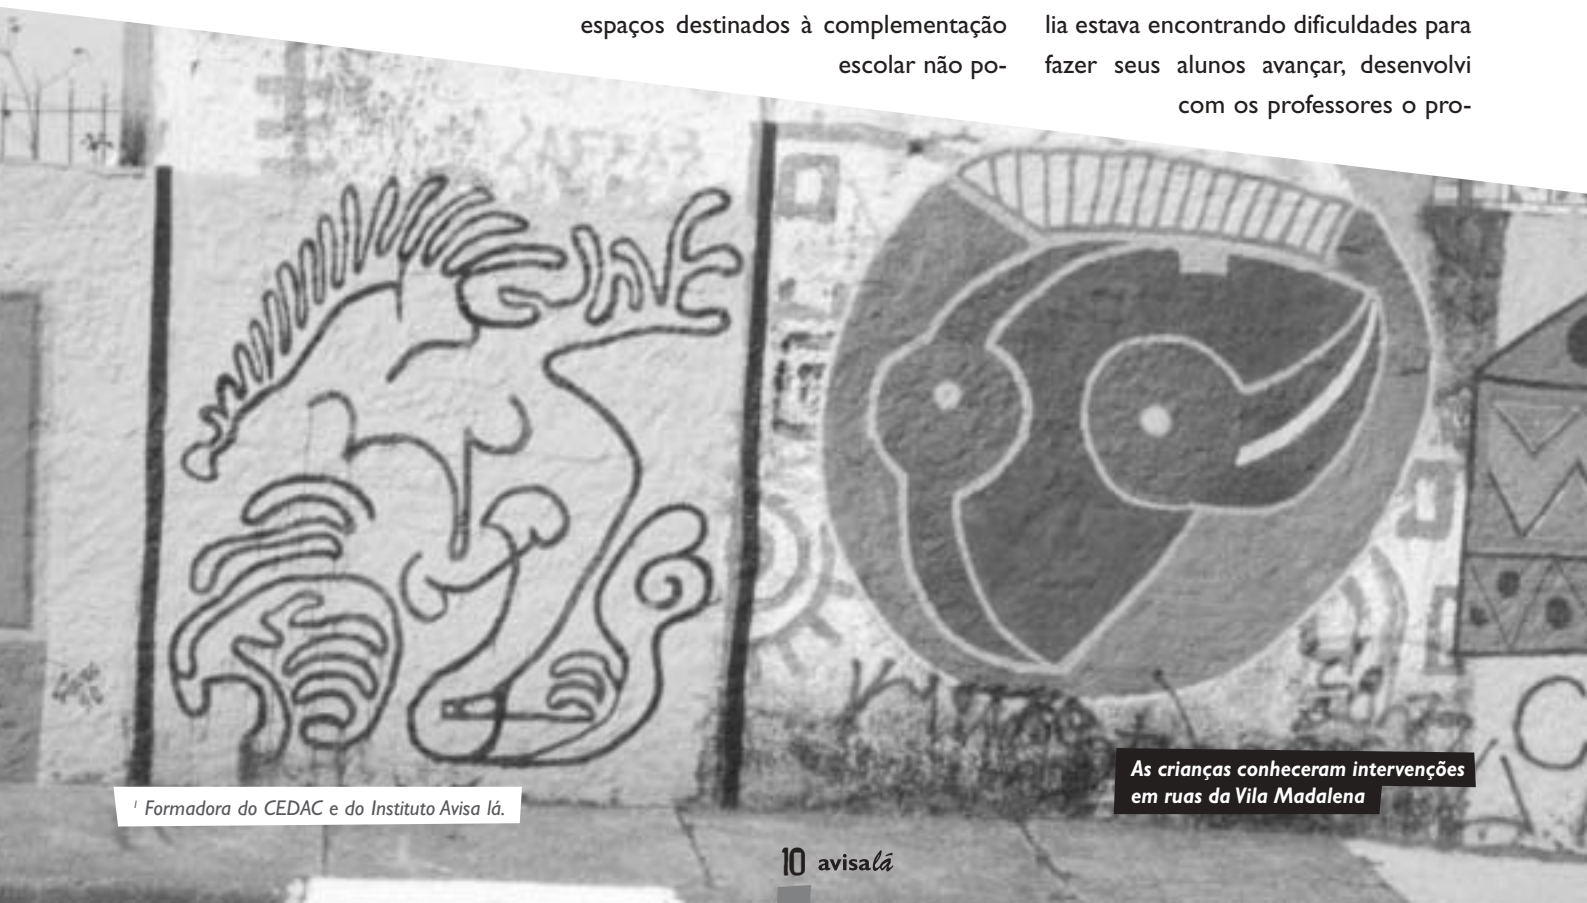 espaços destinados à complementação
escolar não po-
lia estava encontrando dificuldades para
fazer seus alunos avançar, desenvolvi
com os professores o pro-
As crianças conheceram intervenções
em ruas da Vila Madalena
¹ Formadora do CEDAC e do Instituto Avisa lá.
10 avisalá